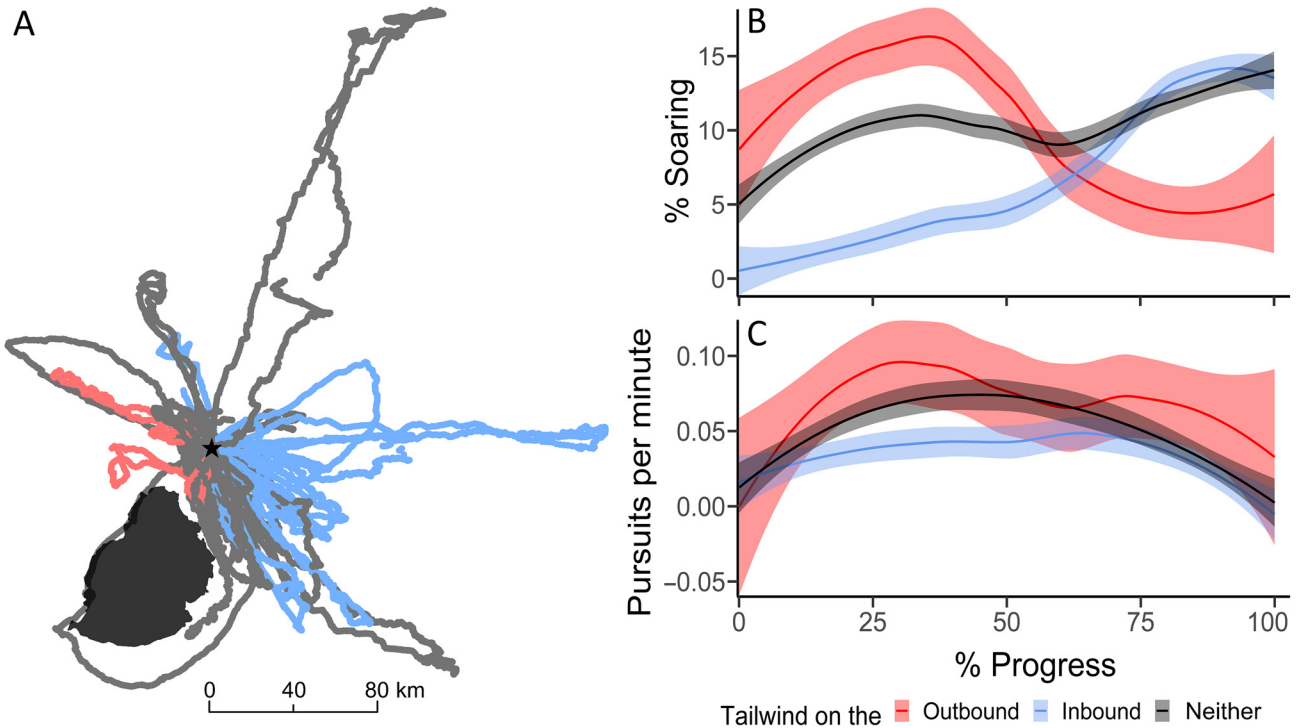 A
0 40 80 km
B
% Soaring
15
10
5
0
C
Pursuits per minute
0.10
0.05
0.00
−0.05
0 25 50 75 100
% Progress
Tailwind on the Outbound Inbound Neither